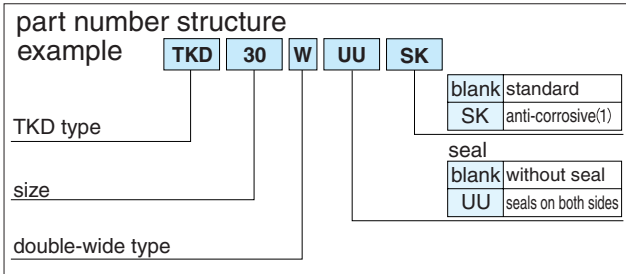 part number structure
example TKD 30 W UU SK
blank standard
SK anti-corrosive(1)
TKD type
seal
blank without seal
size
UU seals on both sides
double-wide type